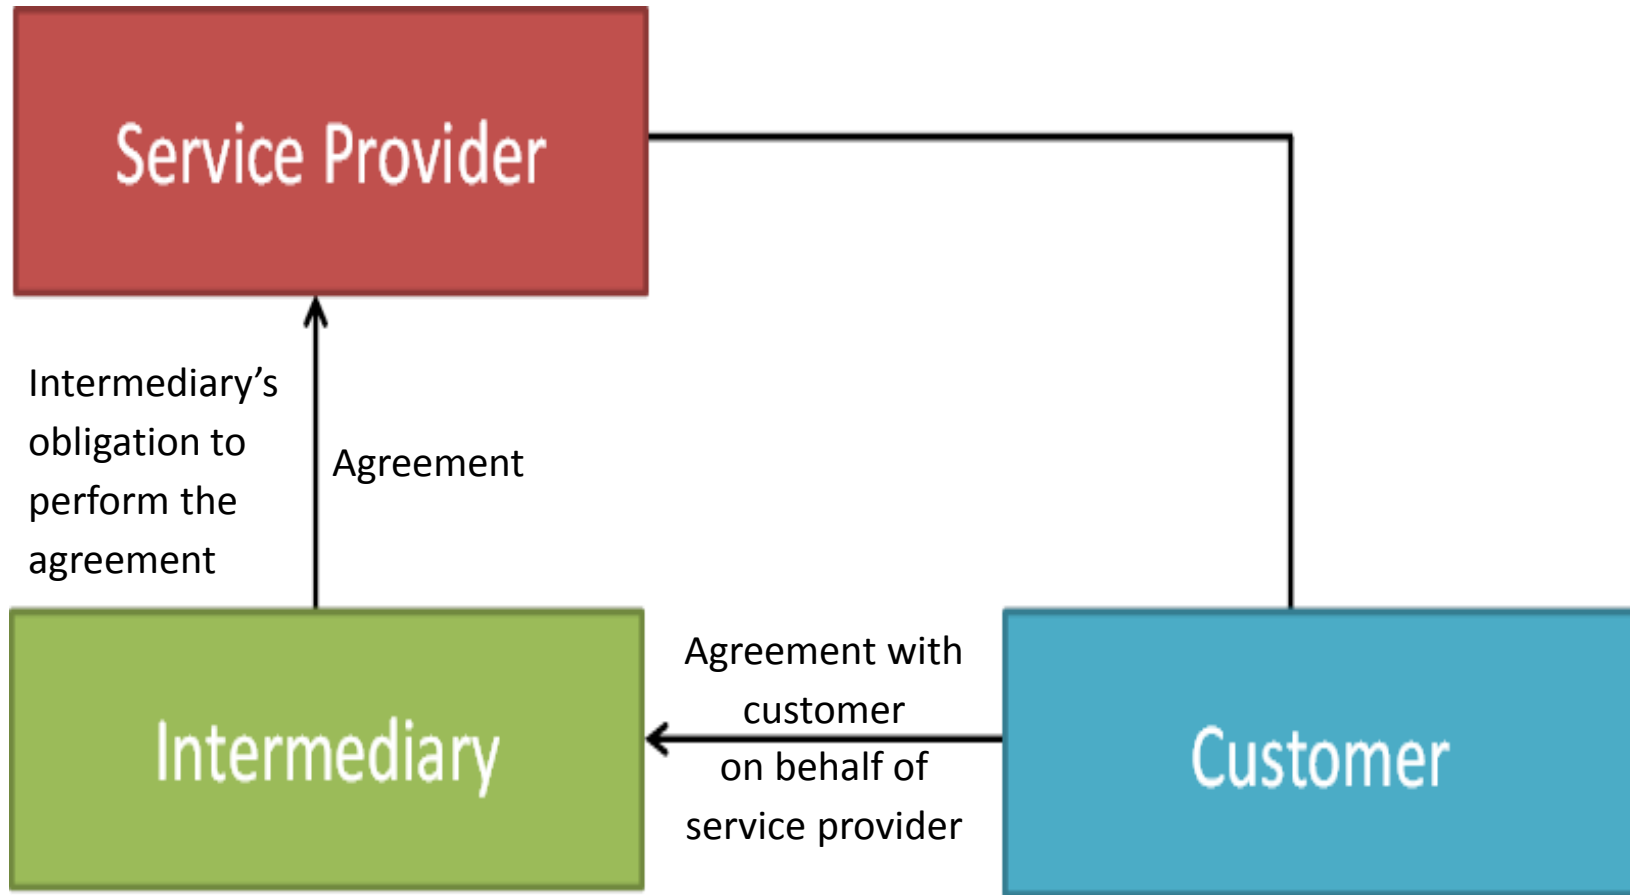 Service Provider
Intermediary’s
obligation to
perform the
agreement
Agreement
Intermediary
Agreement with
customer
on behalf of
service provider
Customer